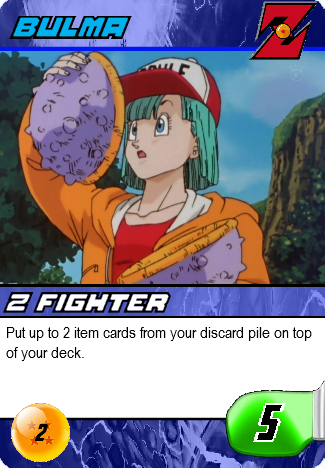 BULMA
Z
PSULE
Z FIGHTER
Put up to 2 item cards from your discard pile on top
of your deck.
2
5